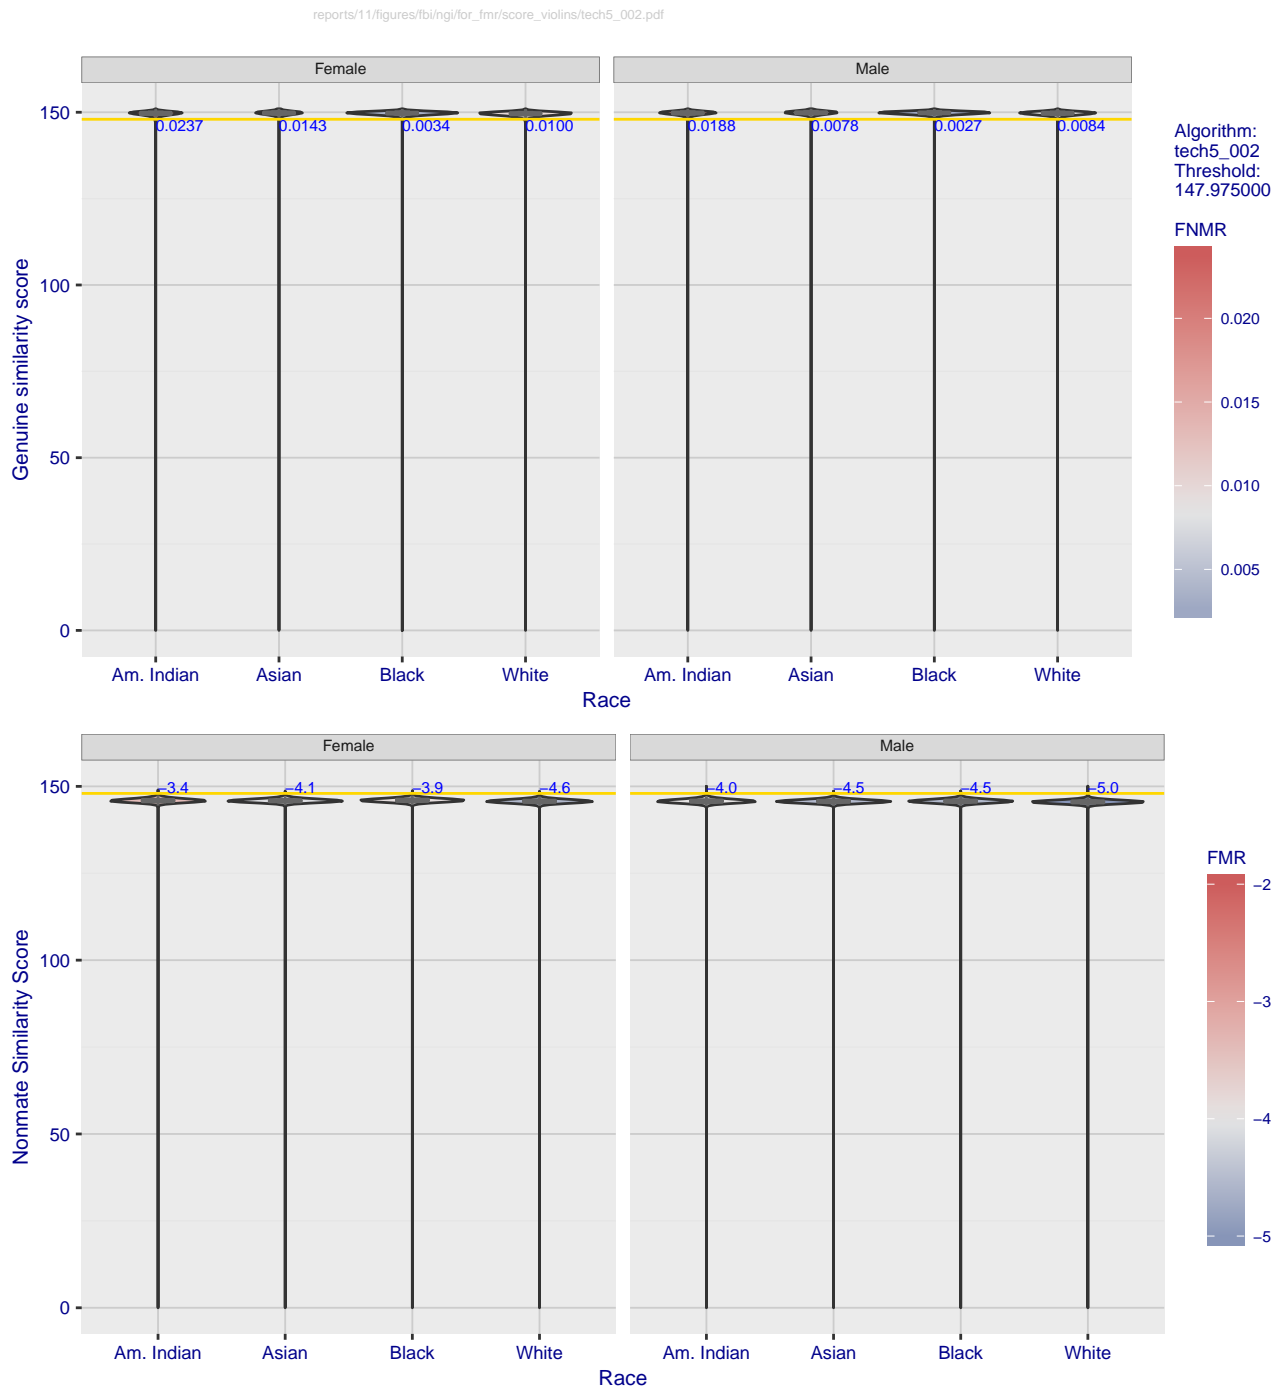 reports/11/figures/fbi/ngi/for_fmr/score_violins/tech5_002.pdf
Female
Male
150
100
50
0
Genuine similarity score
0.0237
0.0143
0.0034
0.0100
0.0188
0.0078
0.0027
0.0084
Am. Indian
Asian
Black
White
Am. Indian
Asian
Black
White
Race
Algorithm:
tech5_002
Threshold:
147.975000
FNMR
0.020
0.015
0.010
0.005
Female
Male
150
100
50
0
Nonmate Similarity Score
−3.4
−4.1
−3.9
−4.6
−4.0
−4.5
−4.5
−5.0
Am. Indian
Asian
Black
White
Am. Indian
Asian
Black
White
Race
FMR
−2
−3
−4
−5